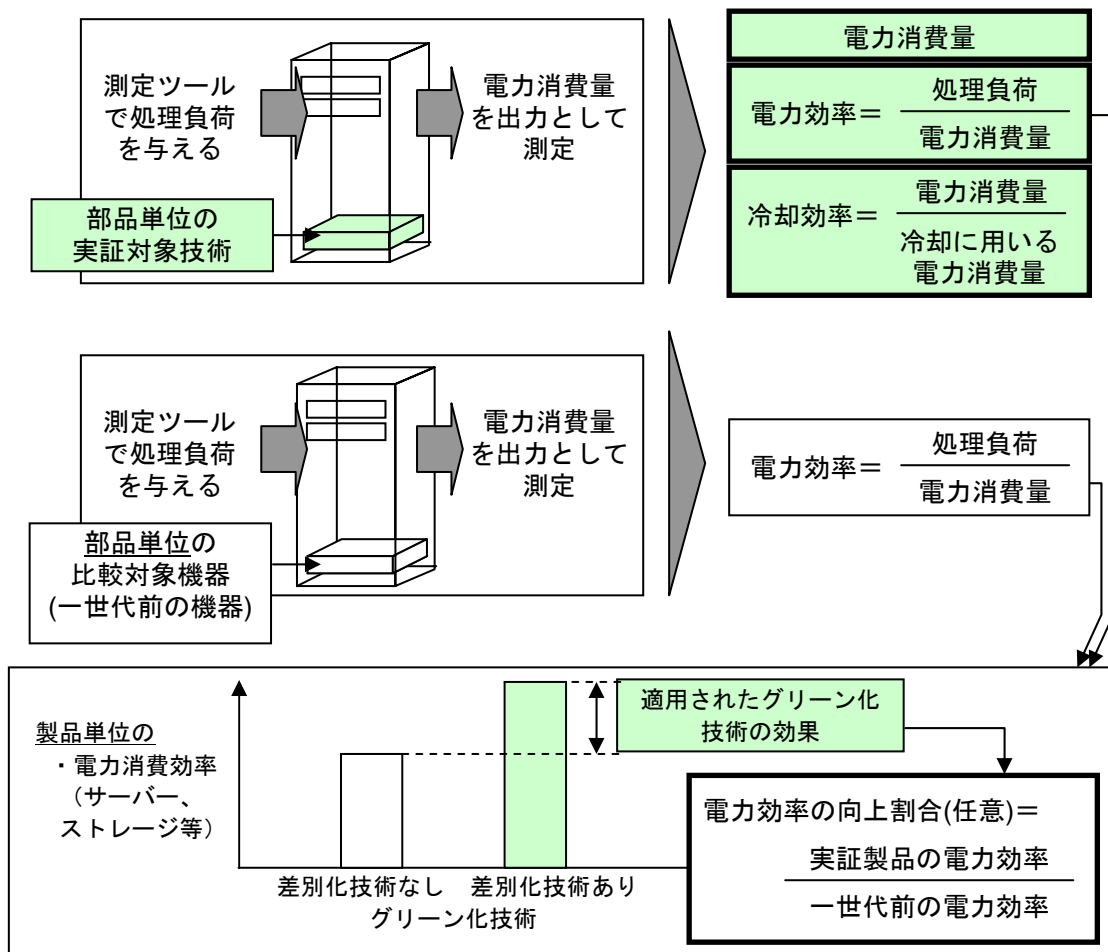 測定ツール
で処理負荷
を与える
電力消費量
を出力として
測定
部品単位の
実証対象技術
電力消費量
電力効率＝ 処理負荷
電力消費量
冷却効率＝ 電力消費量
冷却に用いる
電力消費量
測定ツール
で処理負荷
を与える
電力消費量
を出力として
測定
部品単位の
比較対象機器
(一世代前の機器)
電力効率＝ 処理負荷
電力消費量
製品単位の
・電力消費効率
（サーバー、
ストレージ等）
適用されたグリーン化
技術の効果
差別化技術なし 差別化技術あり
グリーン化技術
電力効率の向上割合(任意)＝
実証製品の電力効率
一世代前の電力効率